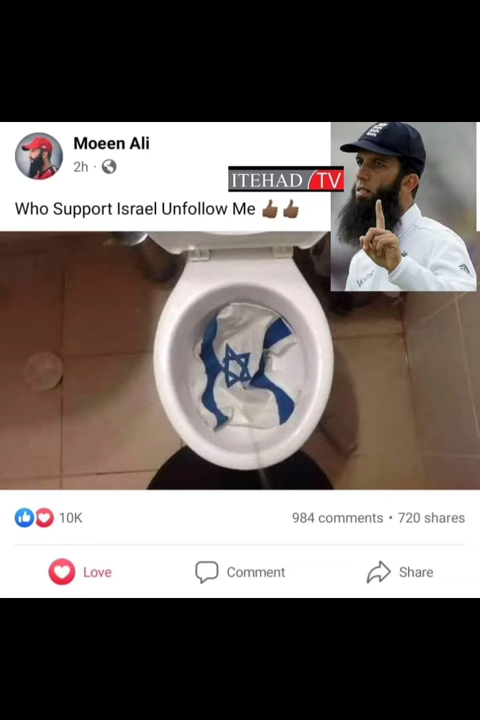 Moeen Ali
2h ·
ITEHAD TV
Who Support Israel Unfollow Me 👍🏾👍🏾
10K
984 comments • 720 shares
Love
Comment
Share